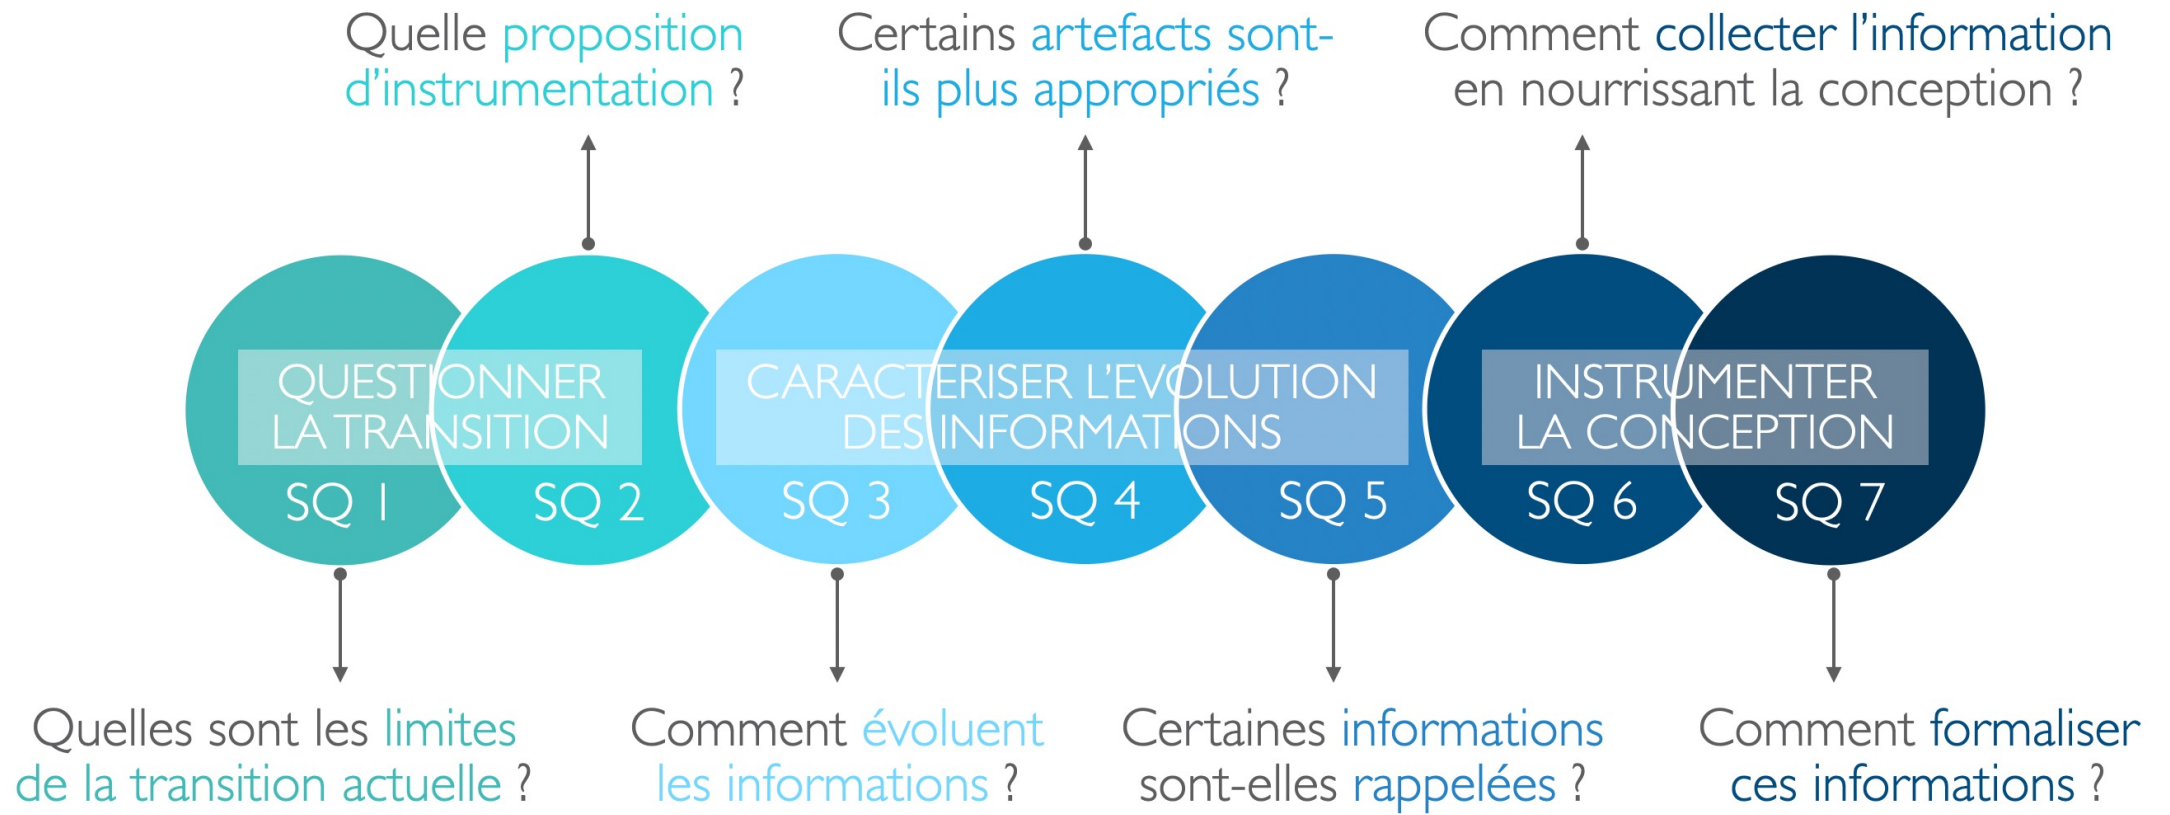 Quelle proposition
d'instrumentation ?
Certains artefacts sont-
ils plus appropriés ?
Comment collecter l'information
en nourrissant la conception ?
QUESTIONNER
LA TRANSITION
CARACTERISER L'EVOLUTION
DES INFORMATIONS
INSTRUMENTER
LA CONCEPTION
SQ 1
SQ 2
SQ 3
SQ 4
SQ 5
SQ 6
SQ 7
Quelles sont les limites
de la transition actuelle ?
Comment évoluent
les informations ?
Certaines informations
sont-elles rappelées ?
Comment formaliser
ces informations ?